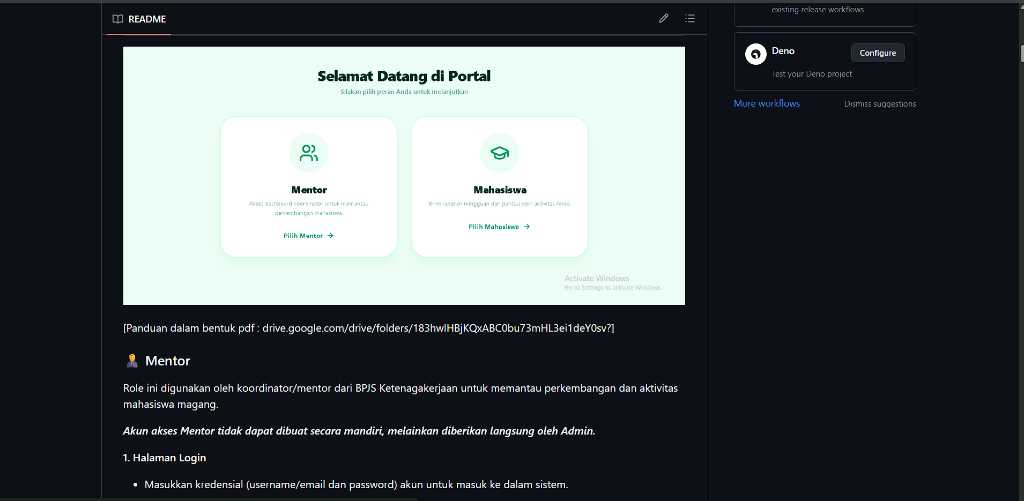 existing release workflows
README
Deno
Configure
Test your Deno project
More workflows
Dismiss suggestions
Selamat Datang di Portal
Silakan pilih peran Anda untuk melanjutkan
Mentor
Pilih Mentor →
Mahasiswa
Pilih Mahasiswa →
Activate Windows
Go to Settings to activate Windows.
[Panduan dalam bentuk pdf : drive.google.com/drive/folders/183hwIHBjKQxABC0bu73mHL3ei1deY0sv?]
Mentor
Role ini digunakan oleh koordinator/mentor dari BPJS Ketenagakerjaan untuk memantau perkembangan dan aktivitas
mahasiswa magang.
Akun akses Mentor tidak dapat dibuat secara mandiri, melainkan diberikan langsung oleh Admin.
1. Halaman Login
• Masukkan kredensial (username/email dan password) akun untuk masuk ke dalam sistem.